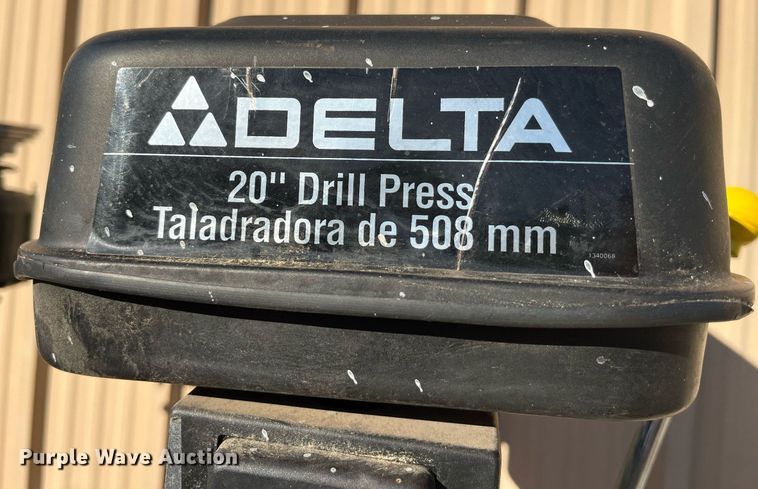 DELTA
20" Drill Press
Taladradora de 508 mm
1340068
Purple Wave Auction